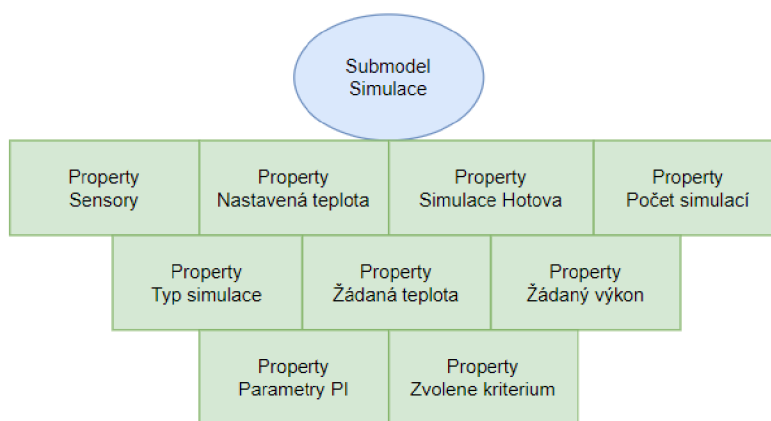 Submodel
Simulace
Property
Sensory
Property
Nastavená teplota
Property
Simulace Hotova
Property
Počet simulací
Property
Typ simulace
Property
Žádaná teplota
Property
Žádaný výkon
Property
Parametry PI
Property
Zvolene kriterium